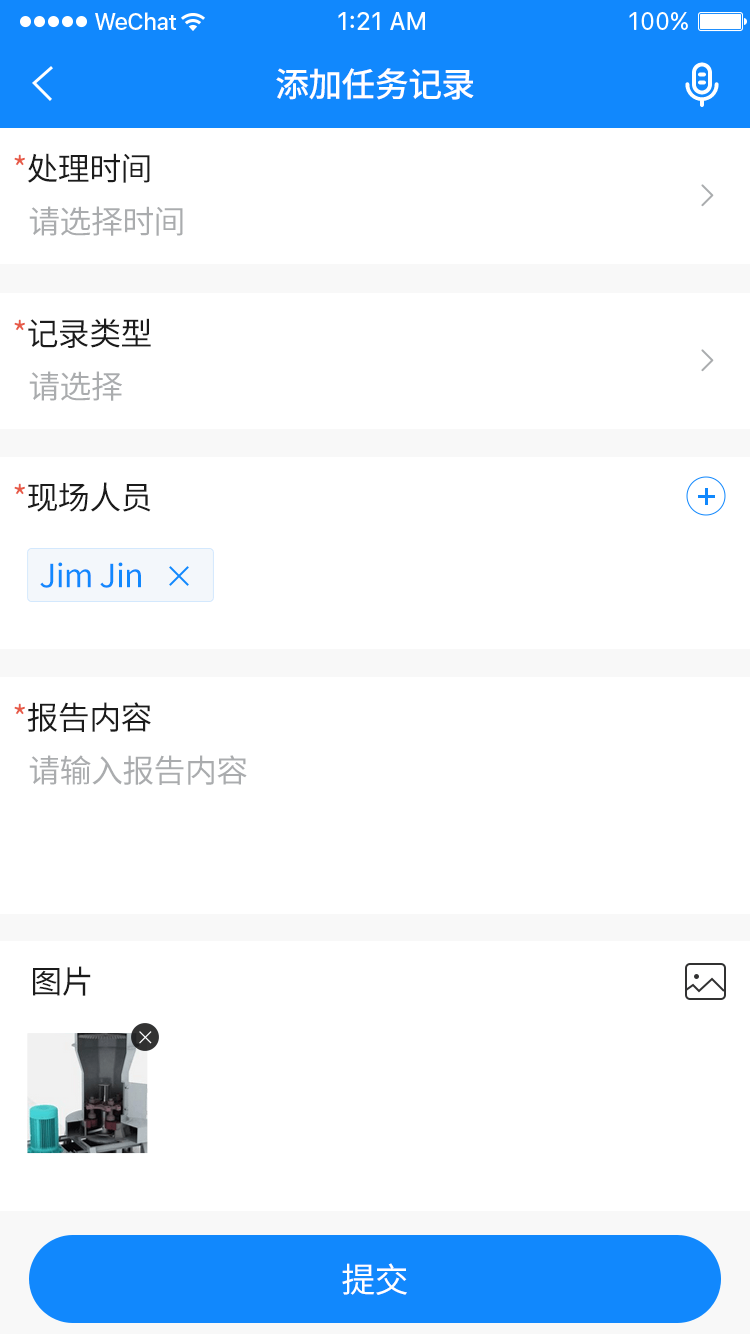 WeChat 1:21 AM 100%
添加任务记录
*处理时间
请选择时间
*记录类型
请选择
*现场人员
Jim Jin
*报告内容
请输入报告内容
图片
提交